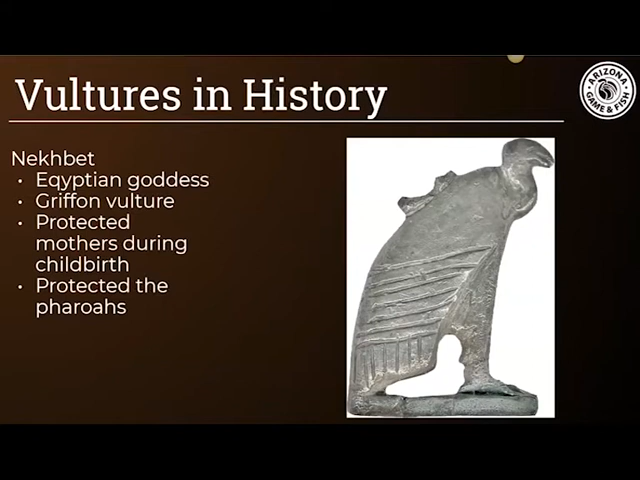 Vultures in History
ARIZONA
GAME & FISH
Nekhbet
• Eqyptian goddess
• Griffon vulture
• Protected
mothers during
childbirth
• Protected the
pharoahs